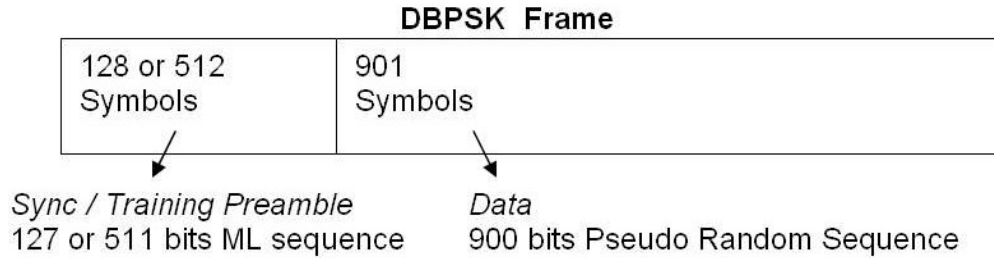 DBPSK Frame
128 or 512
Symbols
901
Symbols
Sync / Training Preamble
127 or 511 bits ML sequence
Data
900 bits Pseudo Random Sequence